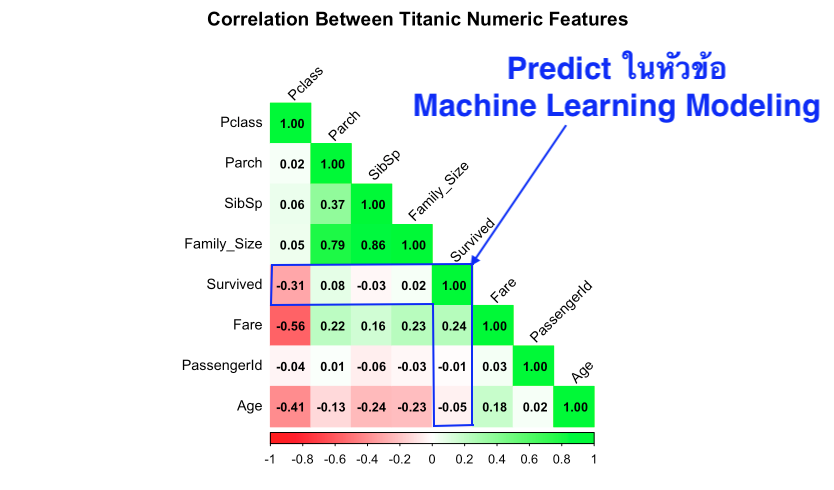 Correlation Between Titanic Numeric Features
Predict ในหัวข้อ
Machine Learning Modeling
Pclass
Pclass 1.00
Parch
Parch 0.02 1.00
SibSp
SibSp 0.06 0.37 1.00
Family_Size
Family_Size 0.05 0.79 0.86 1.00
Survived
Survived -0.31 0.08 -0.03 0.02 1.00
Fare
Fare -0.56 0.22 0.16 0.23 0.24 1.00
PassengerId
PassengerId -0.04 0.01 -0.06 -0.03 -0.01 0.03 1.00
Age
Age -0.41 -0.13 -0.24 -0.23 -0.05 0.18 0.02 1.00
-1 -0.8 -0.6 -0.4 -0.2 0 0.2 0.4 0.6 0.8 1